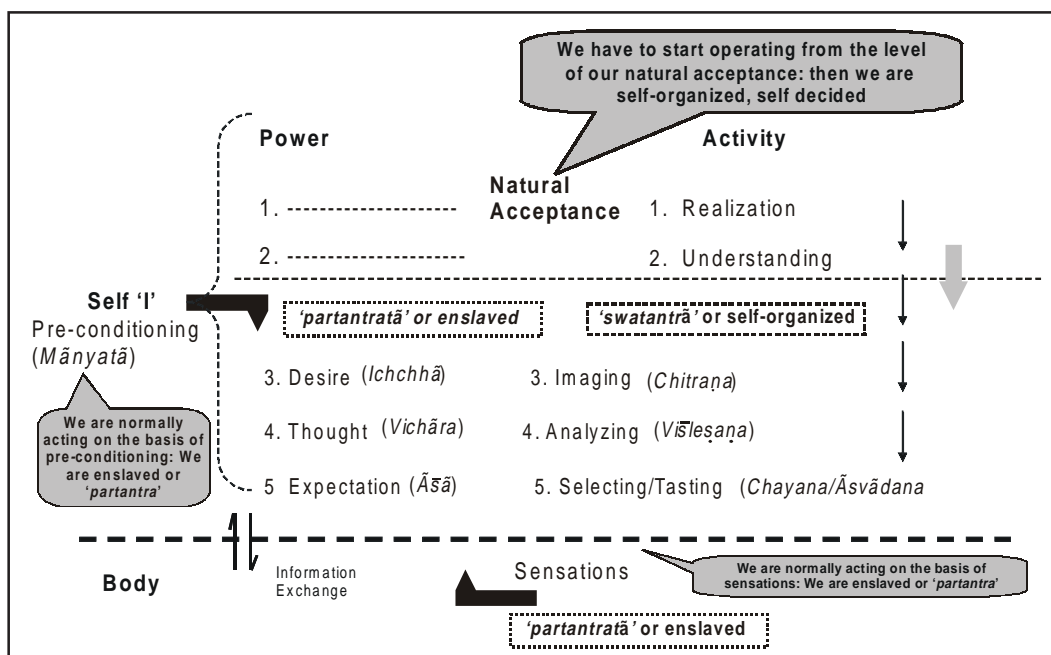 We have to start operating from the level
of our natural acceptance: then we are
self-organized, self decided
Power
Activity
Natural
Acceptance
1. --------------------
1. Realization
2. --------------------
2. Understanding
Self 'I'
Pre-conditioning
(Mãnyatã)
'partantratã' or enslaved
'swatantrã' or self-organized
3. Desire (Ichchhã)
3. Imaging (Chitraṇa)
We are normally
acting on the basis of
pre-conditioning: We
are enslaved or
'partantra'
4. Thought (Vichãra)
4. Analyzing (Vis̄leṣaṇa)
5 Expectation (Ãs̄ã)
5. Selecting/Tasting (Chayana/Ãsvãdana
Body
Information
Exchange
Sensations
We are normally acting on the basis of
sensations: We are enslaved or 'partantra'
'partantratã' or enslaved